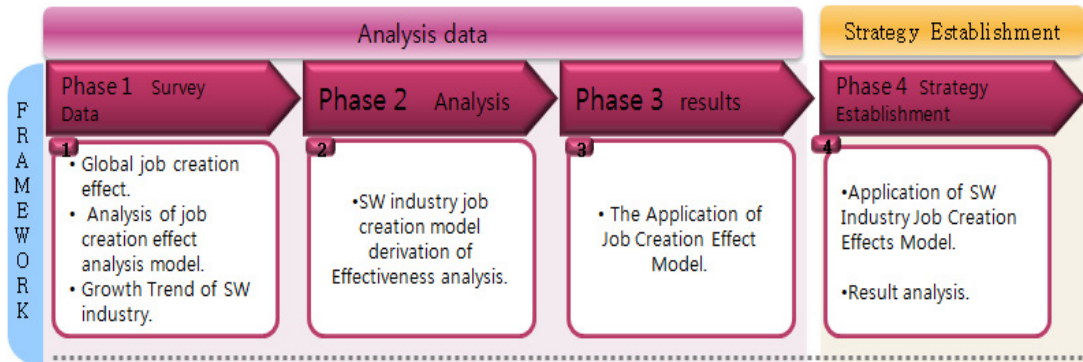 Analysis data
Strategy Establishment
FRAMEWORK
Phase 1 Survey
Data
Phase 2 Analysis
Phase 3 results
Phase 4 Strategy
Establishment
1
• Global job creation
effect.
• Analysis of job
creation effect
analysis model.
• Growth Trend of SW
industry.
2
•SW industry job
creation model
derivation of
Effectiveness analysis.
3
• The Application of
Job Creation Effect
Model.
4
•Application of SW
Industry Job Creation
Effects Model.
•Result analysis.